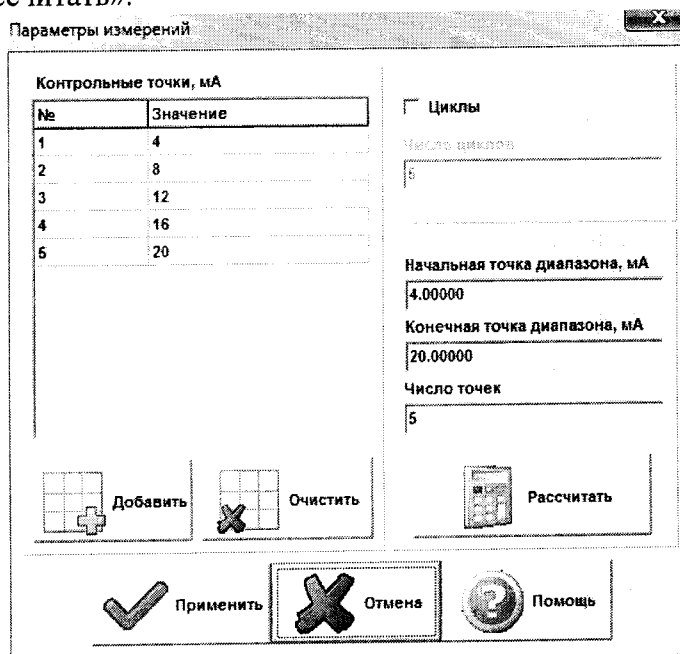 Параметры измерений
Контрольные точки, мА
№ Значение
1 4
2 8
3 12
4 16
5 20
Циклы
Число циклов
5
Начальная точка диапазона, мА
4.00000
Конечная точка диапазона, мА
20.00000
Число точек
5
Добавить
Очистить
Рассчитать
Применить
Отмена
Помощь